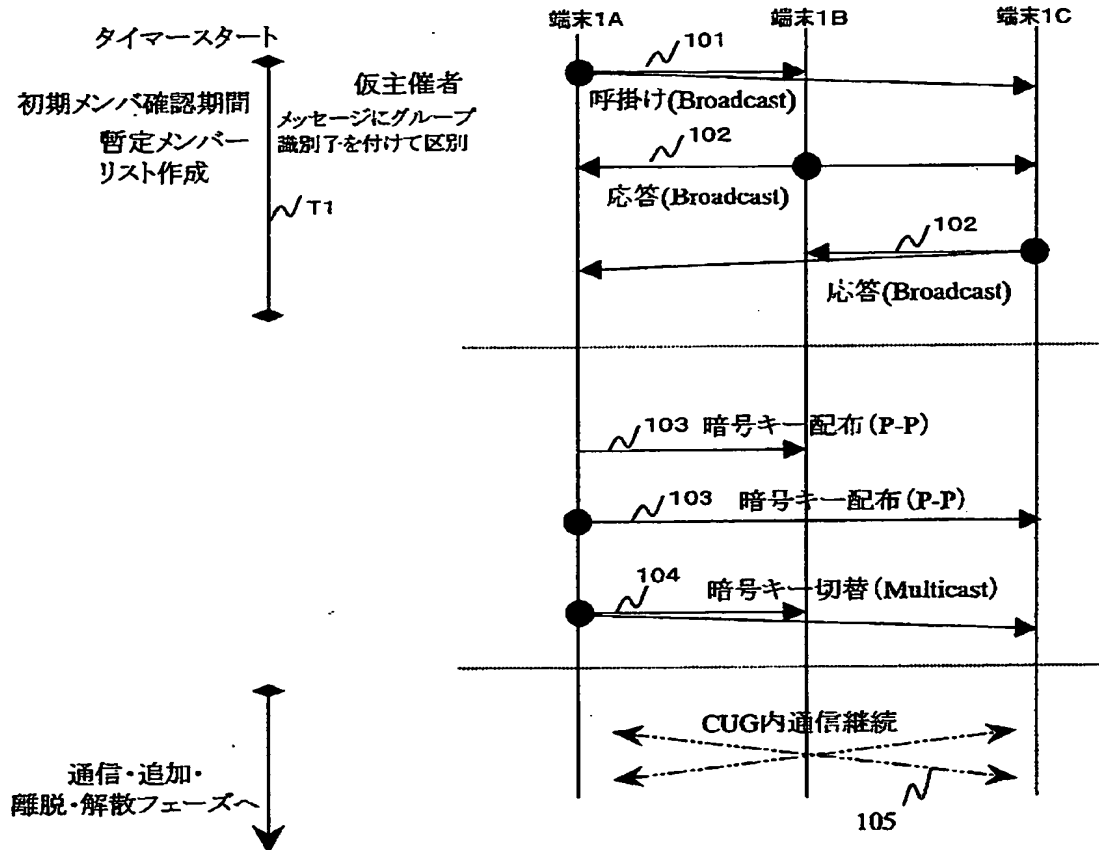 端末1A
端末1B
端末1C
タイマースタート
101
仮主催者
初期メンバ確認期間
呼掛け(Broadcast)
メッセージにグループ
識別子を付けて区別
暫定メンバー
リスト作成
102
応答(Broadcast)
T1
102
応答(Broadcast)
103 暗号キー配布(P-P)
103 暗号キー配布(P-P)
104 暗号キー切替(Multicast)
CUG内通信継続
通信・追加・
離脱・解散フェーズへ
105